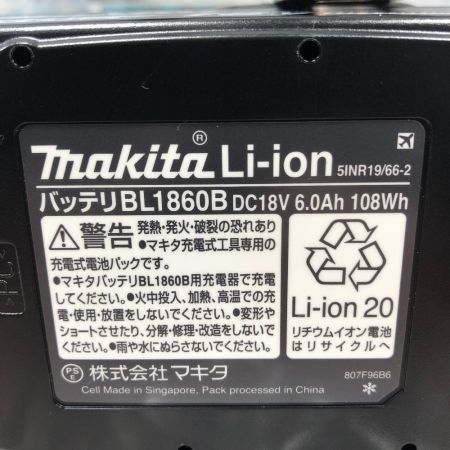 makita® Li-ion 5INR19/66-2
バッテリBL1860B DC18V 6.0Ah 108Wh
警告 発熱・発火・破裂の恐れあり
●マキタ充電式工具専用の
充電式電池パックです。
●マキタバッテリBL1860B用充電器で充電
してください。●火中投入、加熱、高温での充
電・使用・放置をしないでください。●変形や
ショートさせたり、分解・修理・改造をしないで
ください。●雨や水にぬらさないでください。
Li-ion 20
リチウムイオン電池
はリサイクルへ
PSE 株式会社 マキタ
Cell Made in Singapore, Pack processed in China
807F96B6